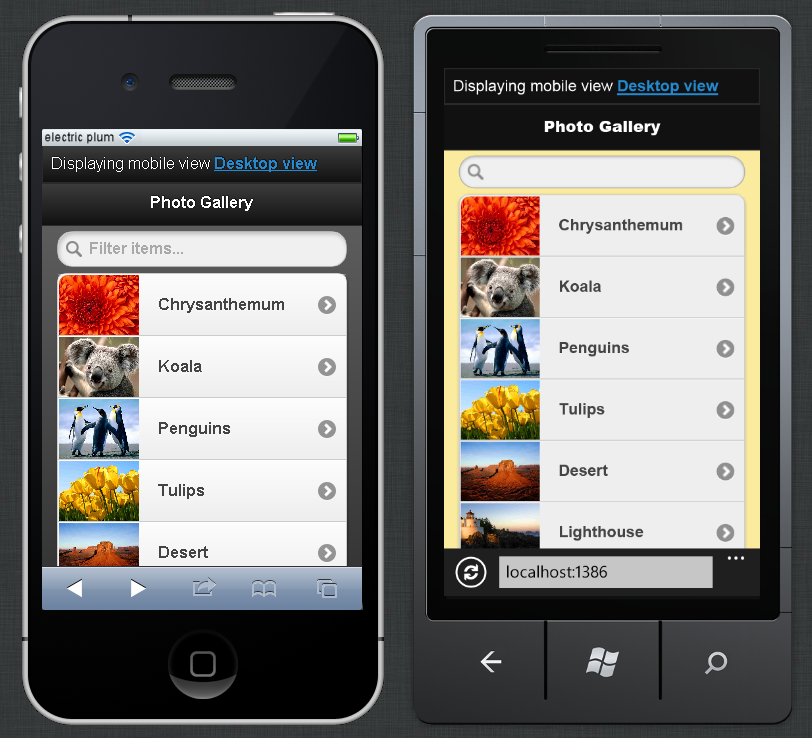 electric plum
Displaying mobile view Desktop view
Photo Gallery
Filter items...
Chrysanthemum
Koala
Penguins
Tulips
Desert
Displaying mobile view Desktop view
Photo Gallery
Chrysanthemum
Koala
Penguins
Tulips
Desert
Lighthouse
localhost:1386